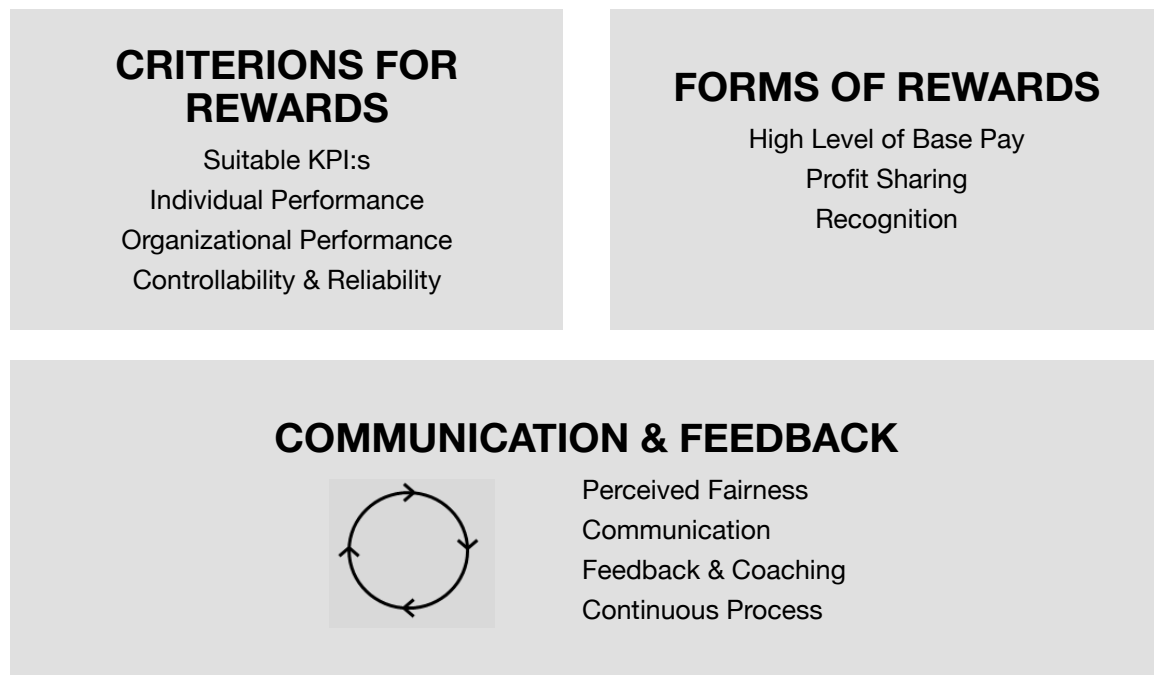 CRITERIONS FOR
REWARDS
Suitable KPI:s
Individual Performance
Organizational Performance
Controllability & Reliability
FORMS OF REWARDS
High Level of Base Pay
Profit Sharing
Recognition
COMMUNICATION & FEEDBACK
Perceived Fairness
Communication
Feedback & Coaching
Continuous Process